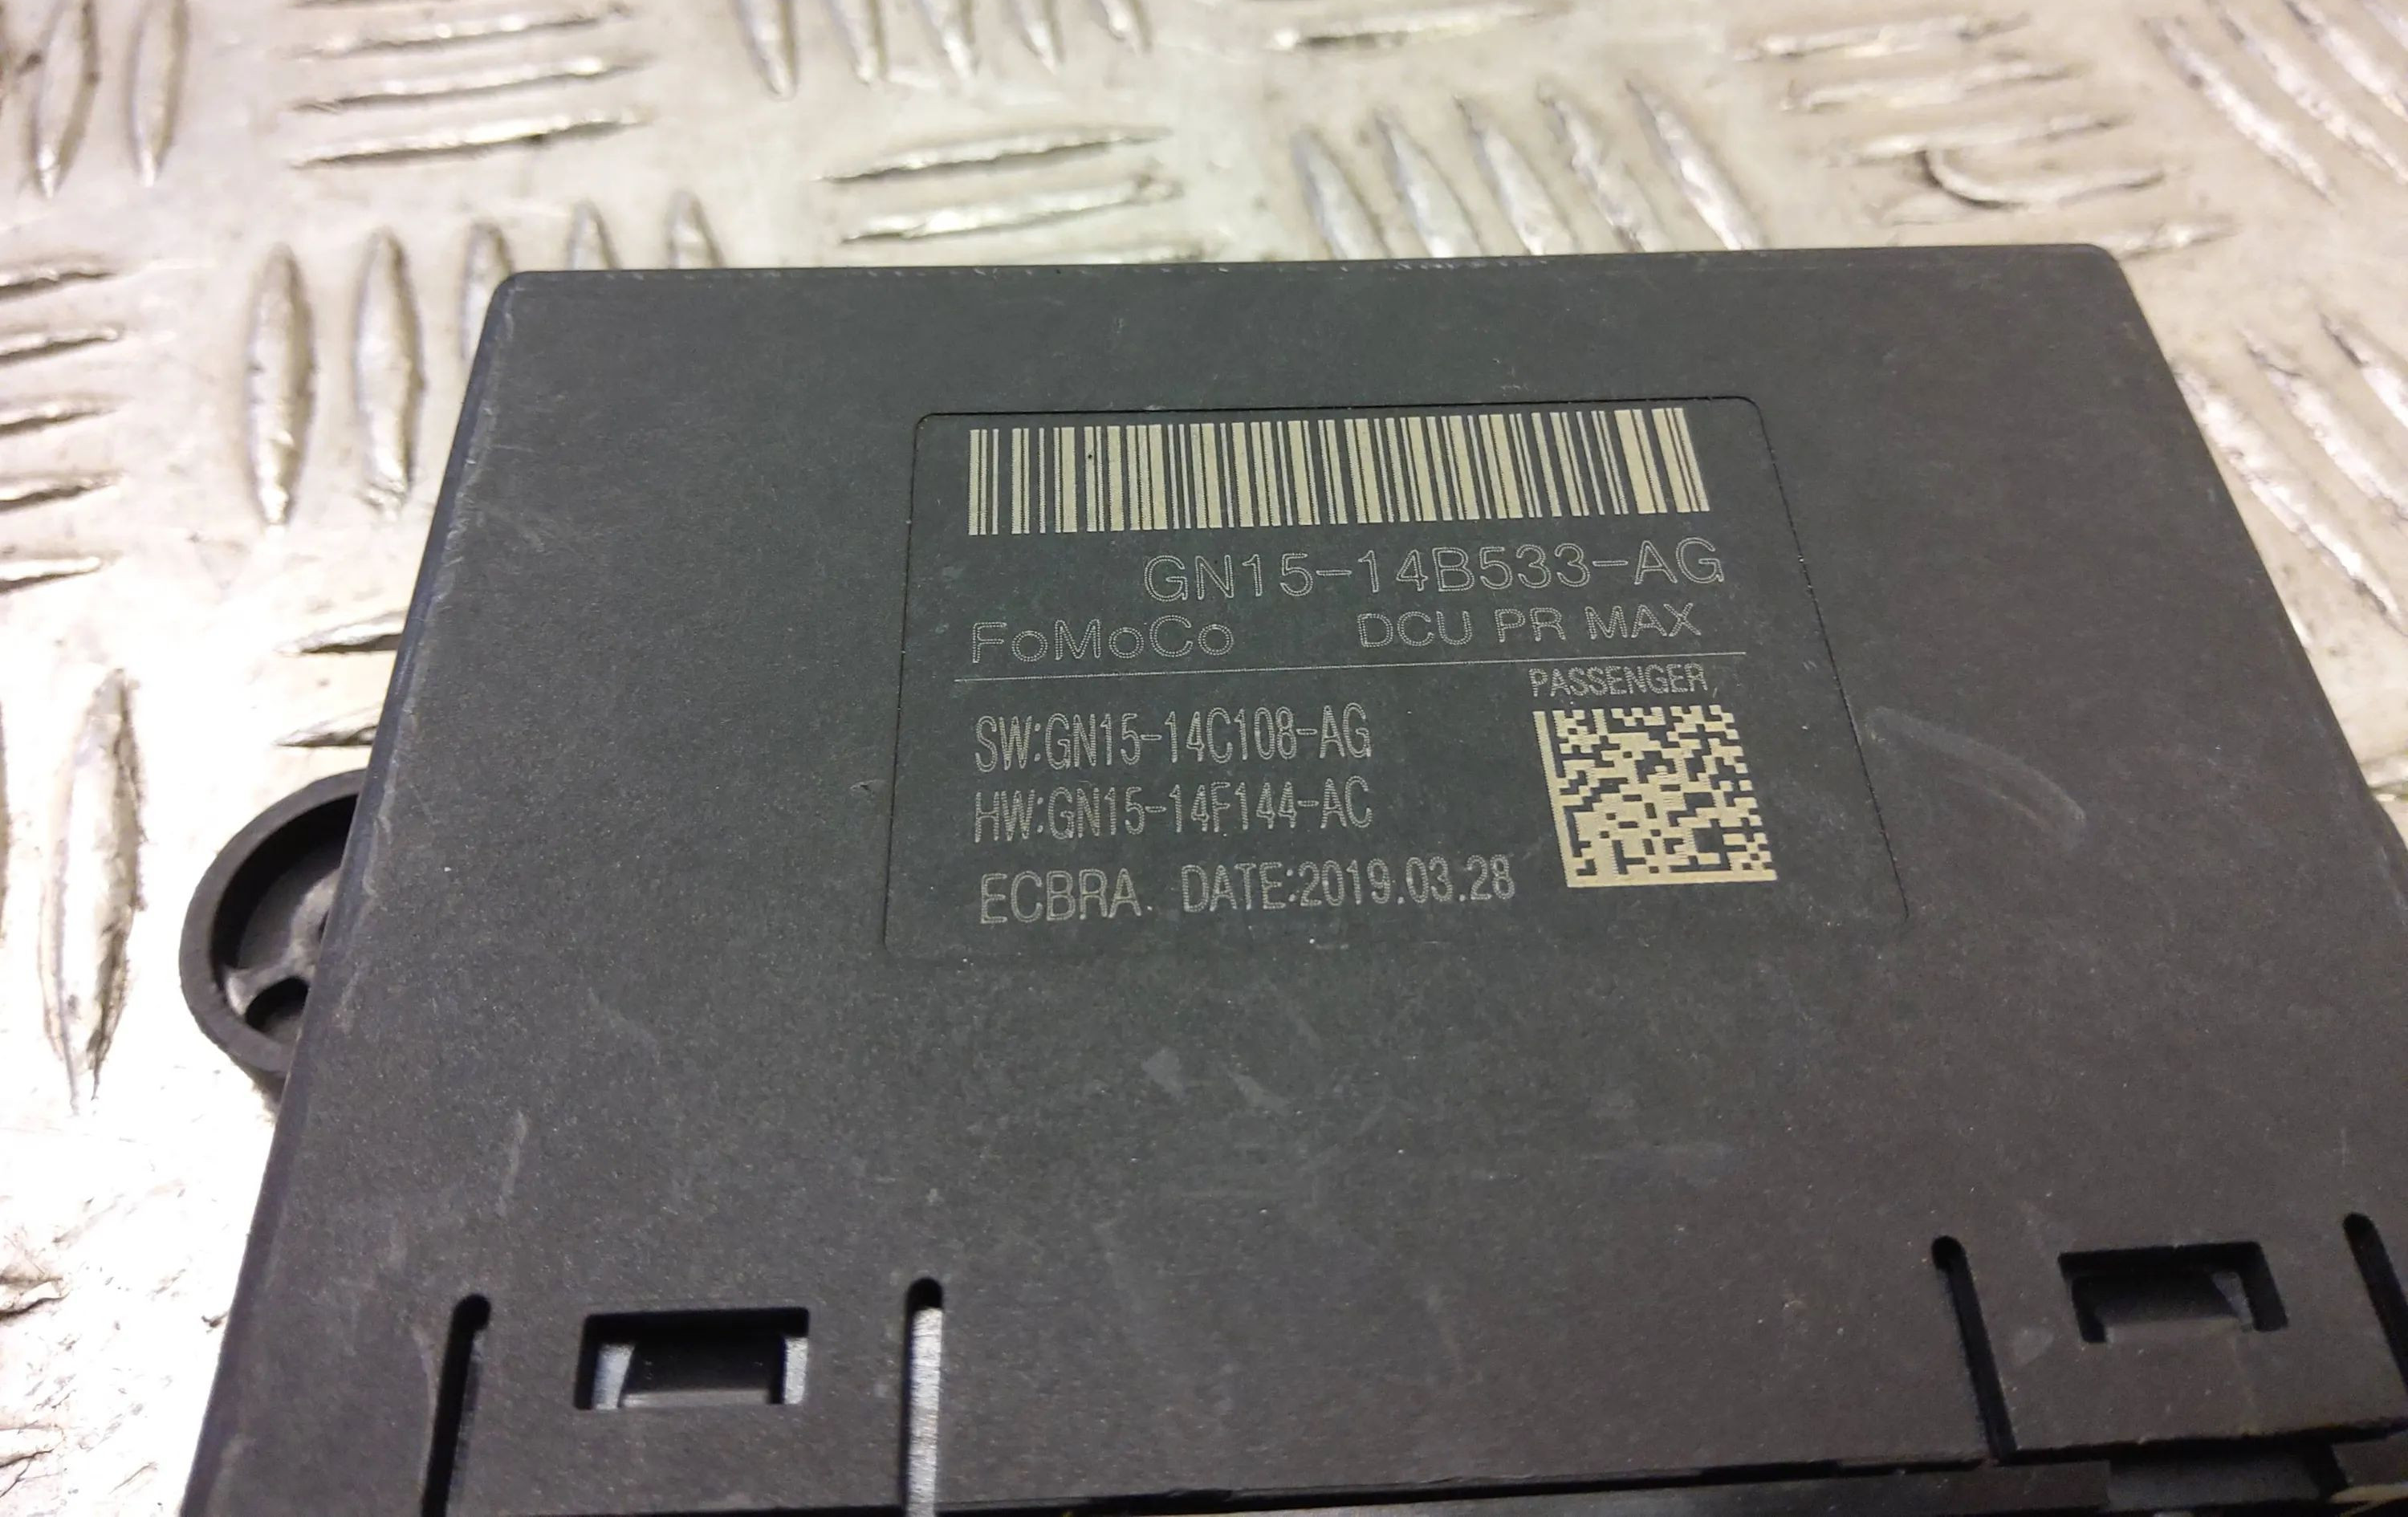 GN15-14B533-AG
FoMoCo DCU PR MAX
PASSENGER
SW:GN15-14C108-AG
HW:GN15-14F144-AC
ECBRA. DATE:2019.03.28